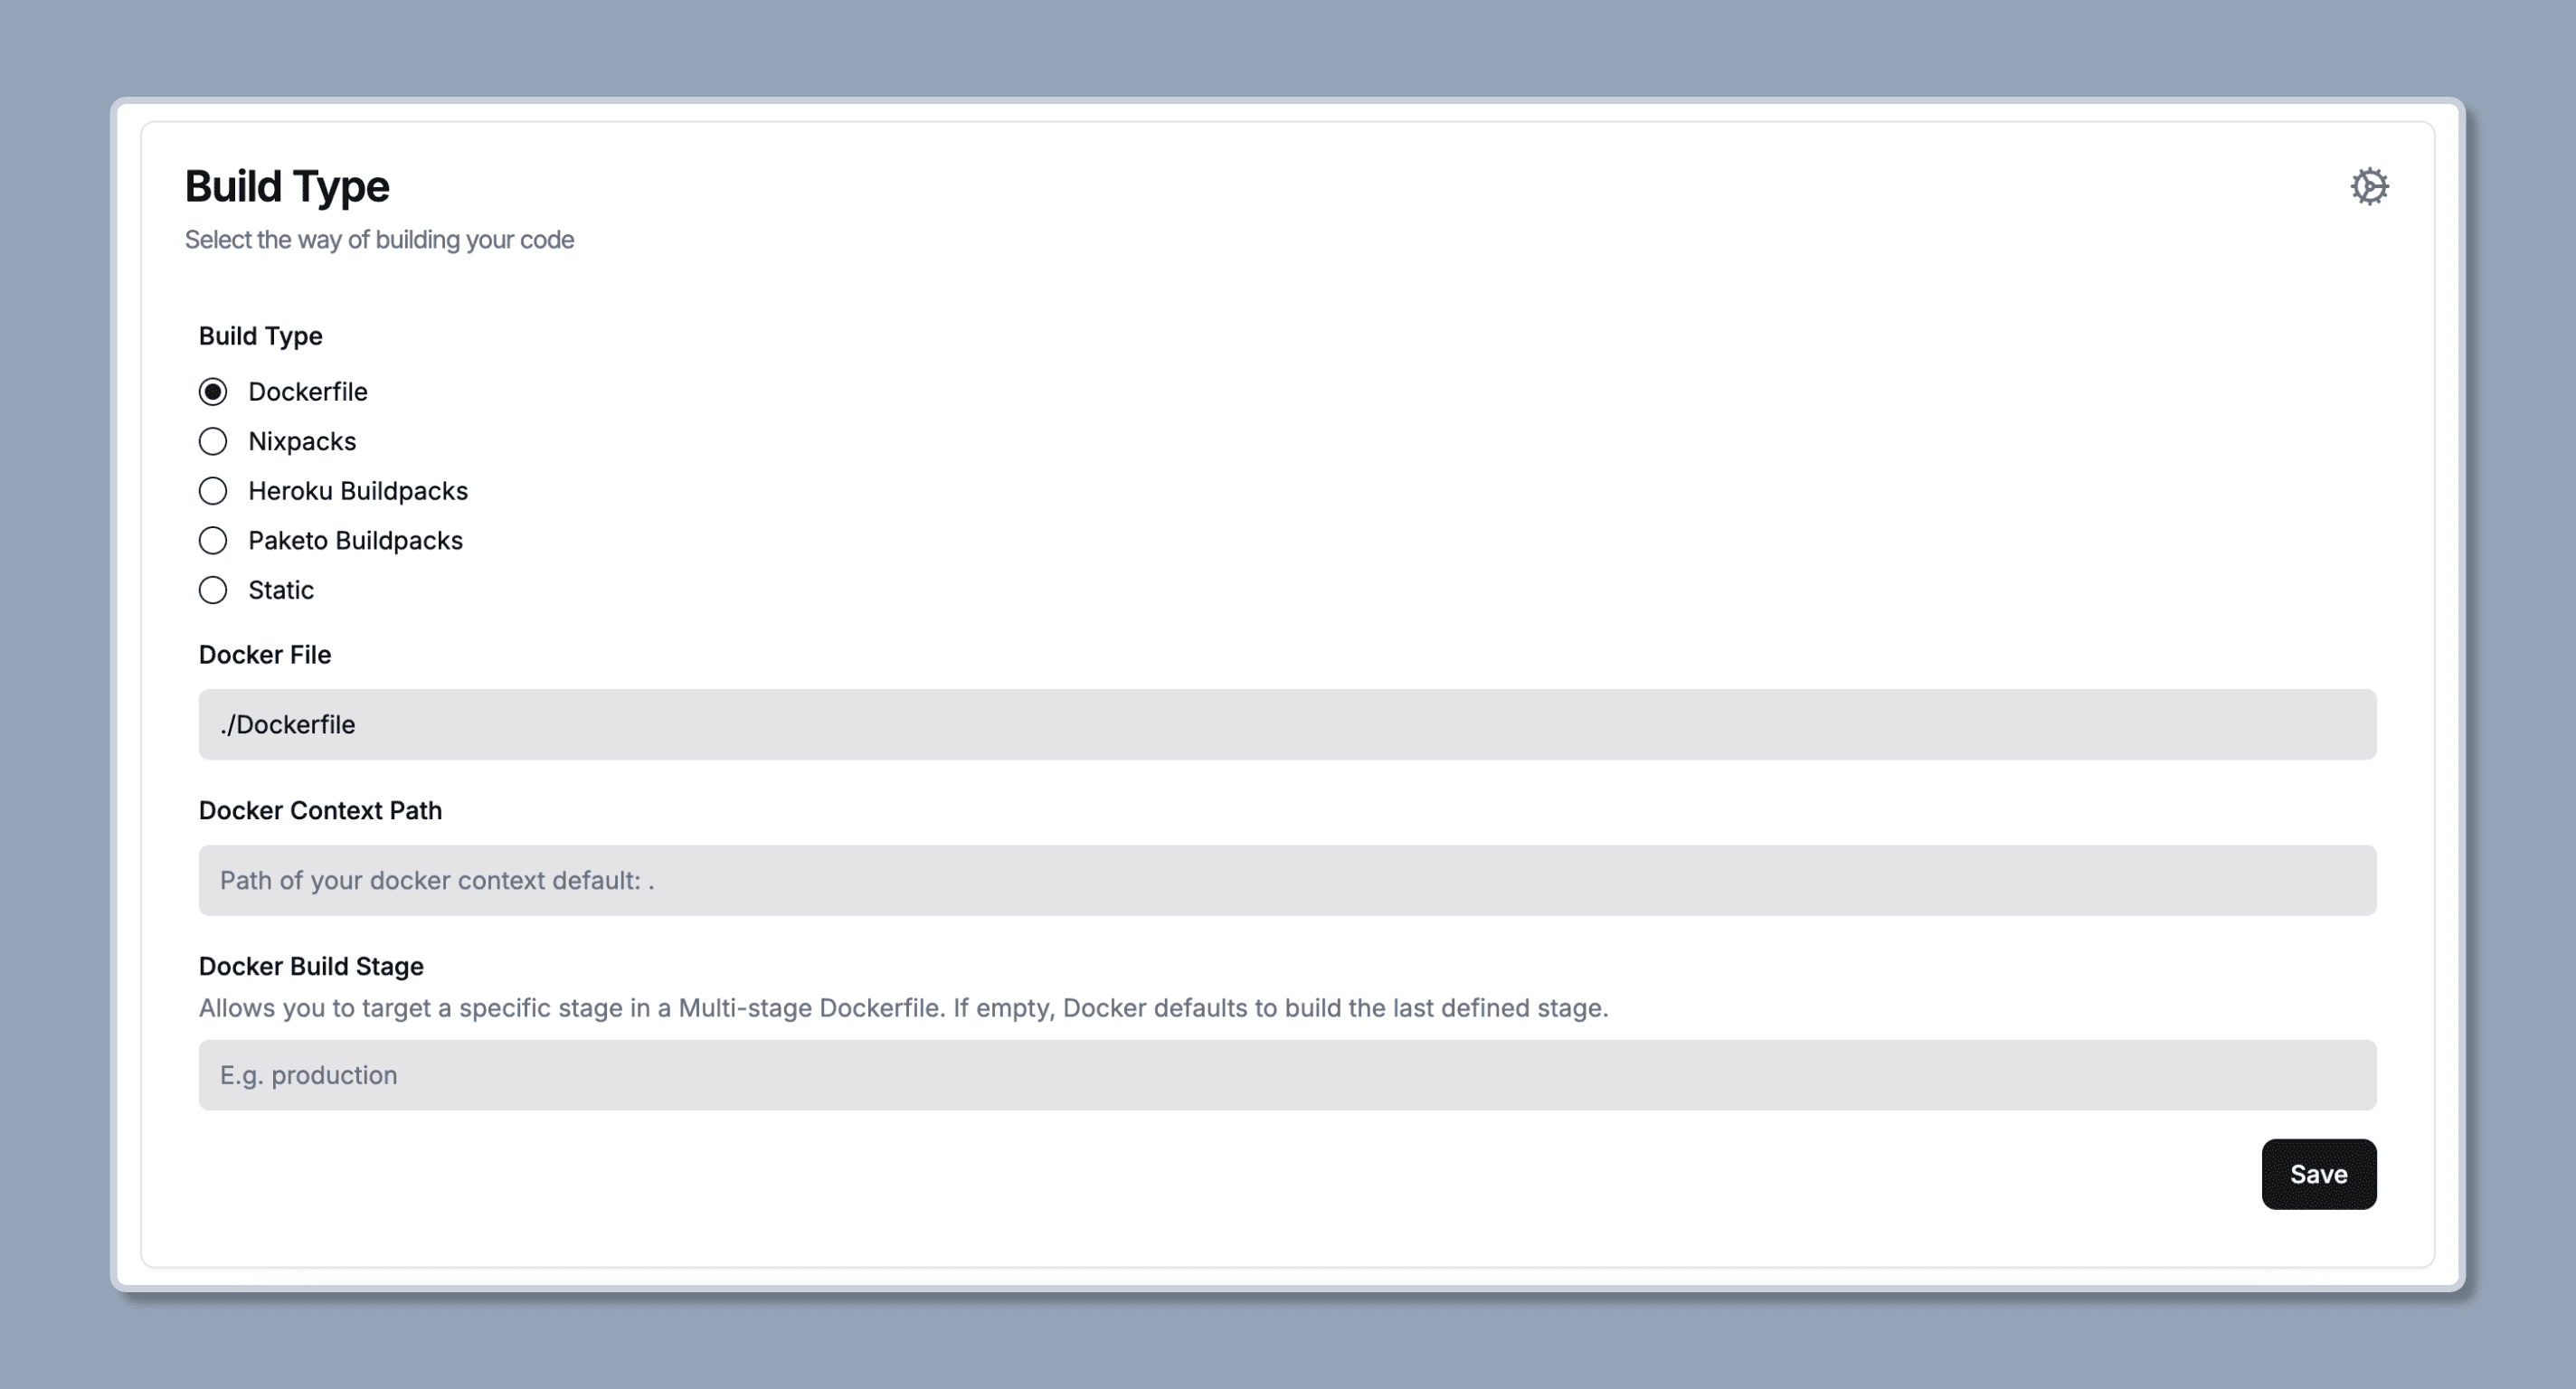 Build Type
Select the way of building your code
Build Type
Dockerfile
Nixpacks
Heroku Buildpacks
Paketo Buildpacks
Static
Docker File
./Dockerfile
Docker Context Path
Path of your docker context default: .
Docker Build Stage
Allows you to target a specific stage in a Multi-stage Dockerfile. If empty, Docker defaults to build the last defined stage.
E.g. production
Save